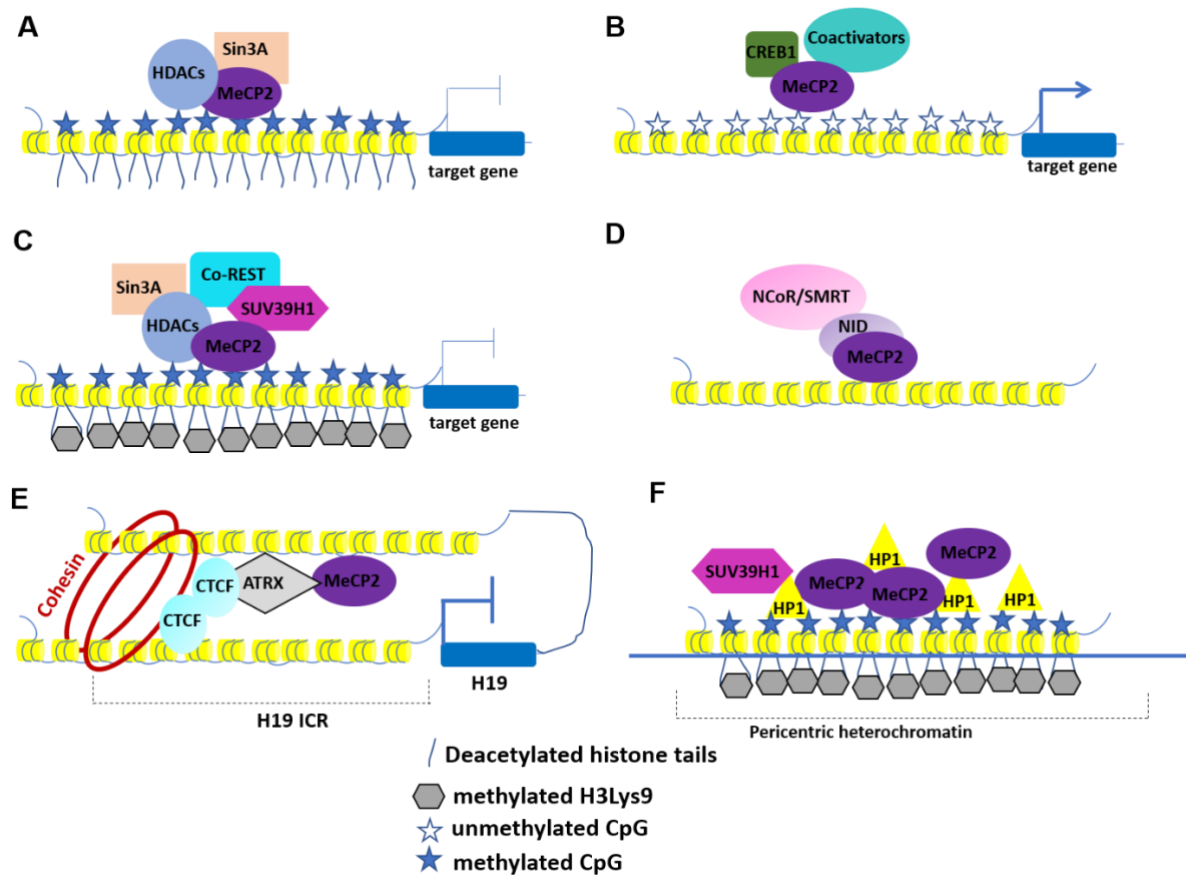 A
Sin3A
HDACs
MeCP2
target gene
B
CREB1
Coactivators
MeCP2
target gene
C
Sin3A
Co-REST
SUV39H1
HDACs
MeCP2
target gene
D
NCoR/SMRT
NID
MeCP2
E
Cohesin
CTCF
ATRX
MeCP2
CTCF
H19
H19 ICR
F
SUV39H1
HP1
MeCP2
MeCP2
MeCP2
HP1
HP1
HP1
Pericentric heterochromatin
Deacetylated histone tails
methylated H3Lys9
unmethylated CpG
methylated CpG